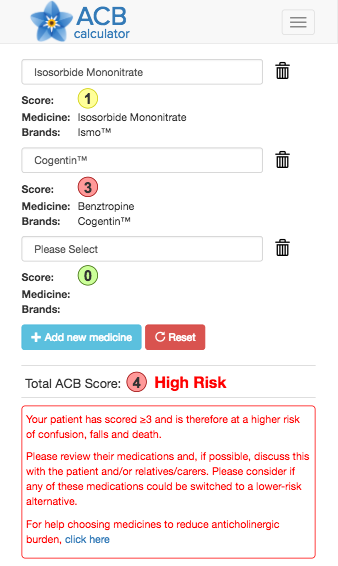 ACB
calculator
Isosorbide Mononitrate
Score: 1
Medicine: Isosorbide Mononitrate
Brands: Ismo™
Cogentin™
Score: 3
Medicine: Benztropine
Brands: Cogentin™
Please Select
Score: 0
Medicine:
Brands:
+ Add new medicine
Reset
Total ACB Score: 4 High Risk
Your patient has scored ≥3 and is therefore at a higher risk
of confusion, falls and death.
Please review their medications and, if possible, discuss this
with the patient and/or relatives/carers. Please consider if
any of these medications could be switched to a lower-risk
alternative.
For help choosing medicines to reduce anticholinergic
burden, click here